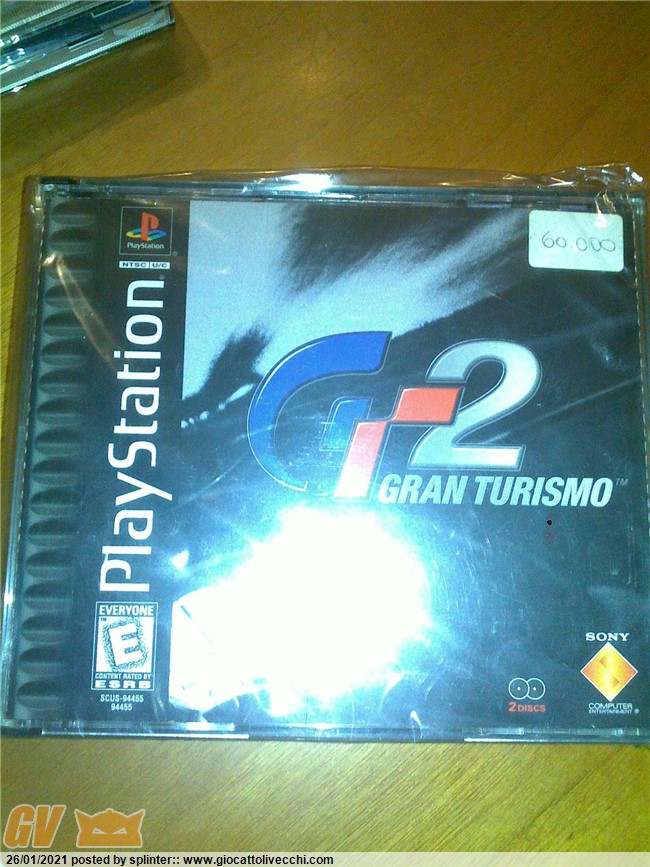 PlayStation
®
NTSC U/C
PlayStation®
60.000
GT2
GRAN TURISMO™
EVERYONE
E
™
CONTENT RATED BY
ESRB
SCUS-94455
94455
2 DISCS
SONY
COMPUTER
ENTERTAINMENT®
GV
26/01/2021 posted by splinter:: www.giocattolivecchi.com